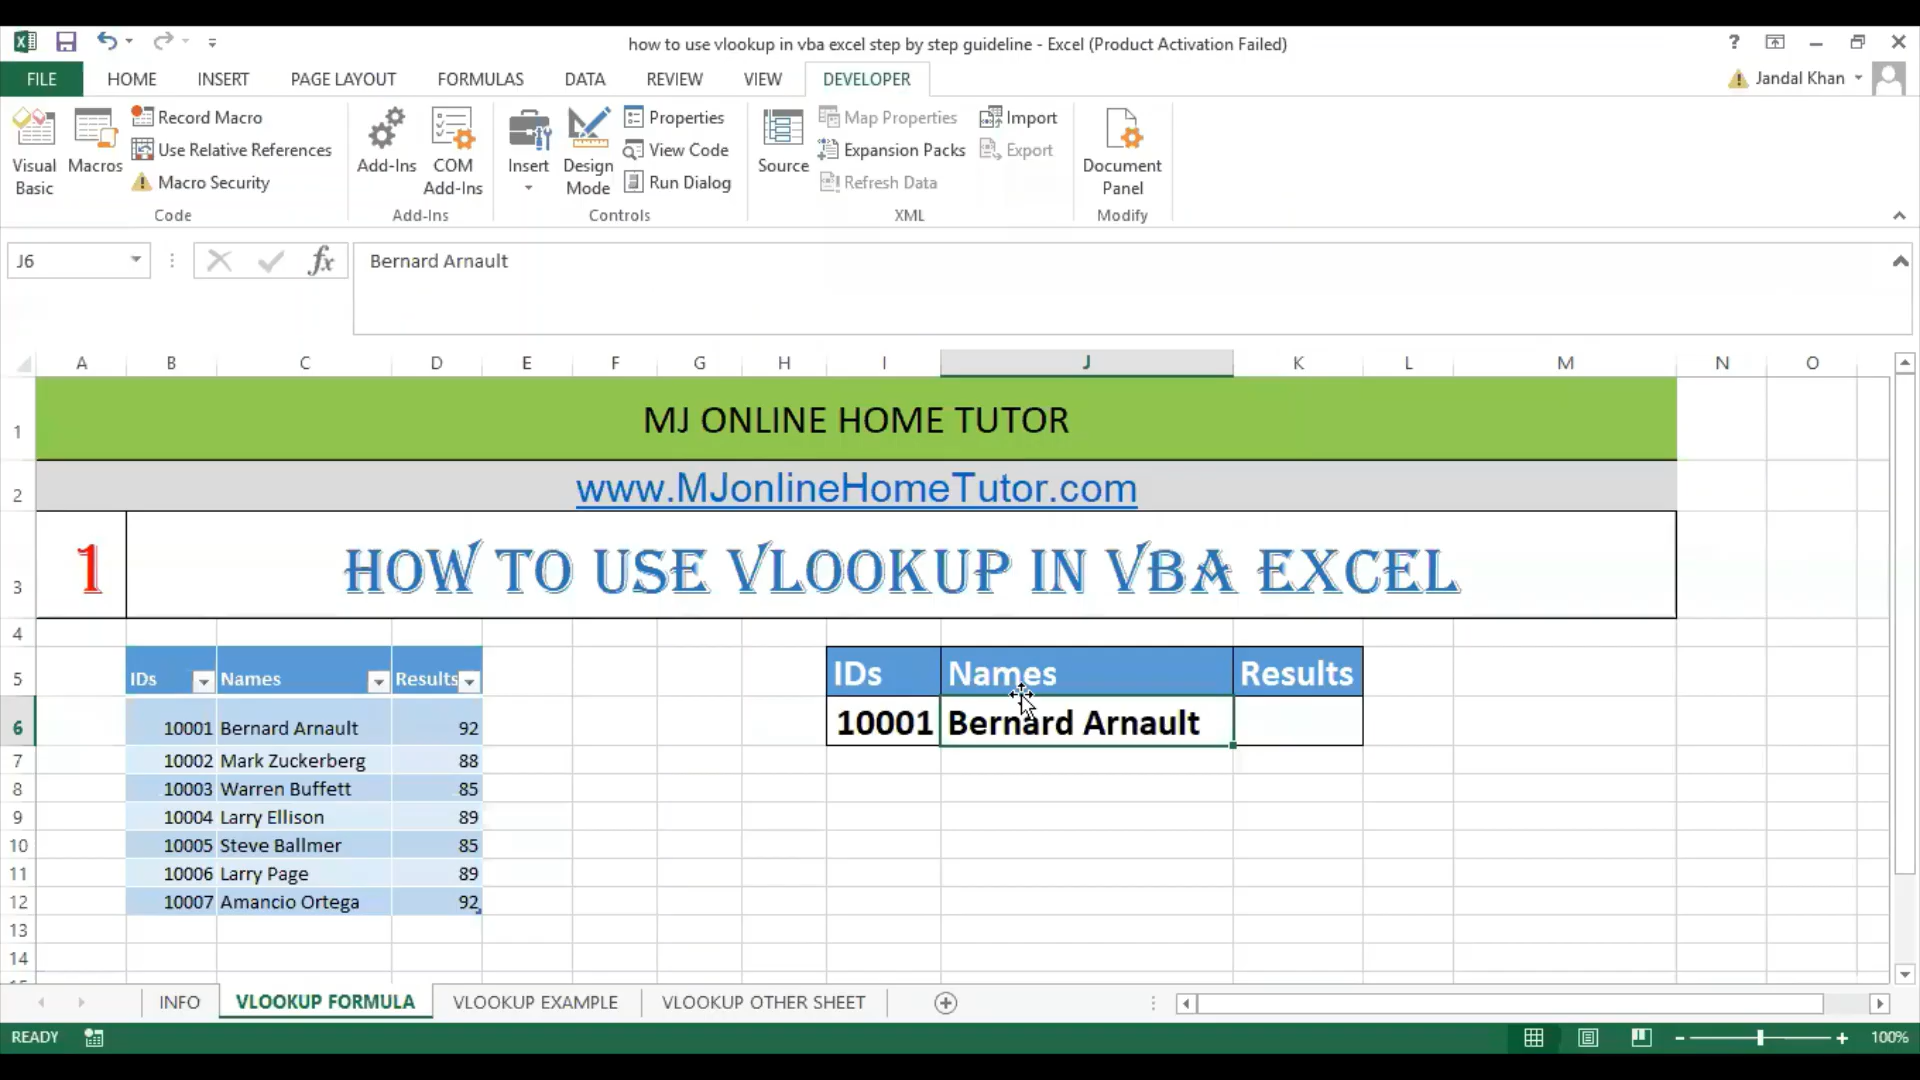 how to use vlookup in vba excel step by step guideline - Excel (Product Activation Failed)
?
FILE HOME INSERT PAGE LAYOUT FORMULAS DATA REVIEW VIEW DEVELOPER Jandal Khan
Visual Basic
Macros
Record Macro
Use Relative References
Macro Security
Code
Add-Ins
COM Add-Ins
Add-Ins
Insert
Design Mode
Properties
View Code
Run Dialog
Controls
Source
Map Properties
Expansion Packs
Refresh Data
Import
Export
XML
Document Panel
Modify
J6 fx Bernard Arnault
A B C D E F G H I J K L M N O
1 MJ ONLINE HOME TUTOR
2 www.MJonlineHomeTutor.com
3 1 HOW TO USE VLOOKUP IN VBA EXCEL
4
5 IDs Names Results IDs Names Results
6 10001 Bernard Arnault 92 10001 Bernard Arnault
7 10002 Mark Zuckerberg 88
8 10003 Warren Buffett 85
9 10004 Larry Ellison 89
10 10005 Steve Ballmer 85
11 10006 Larry Page 89
12 10007 Amancio Ortega 92
13
14
INFO VLOOKUP FORMULA VLOOKUP EXAMPLE VLOOKUP OTHER SHEET
READY 100%